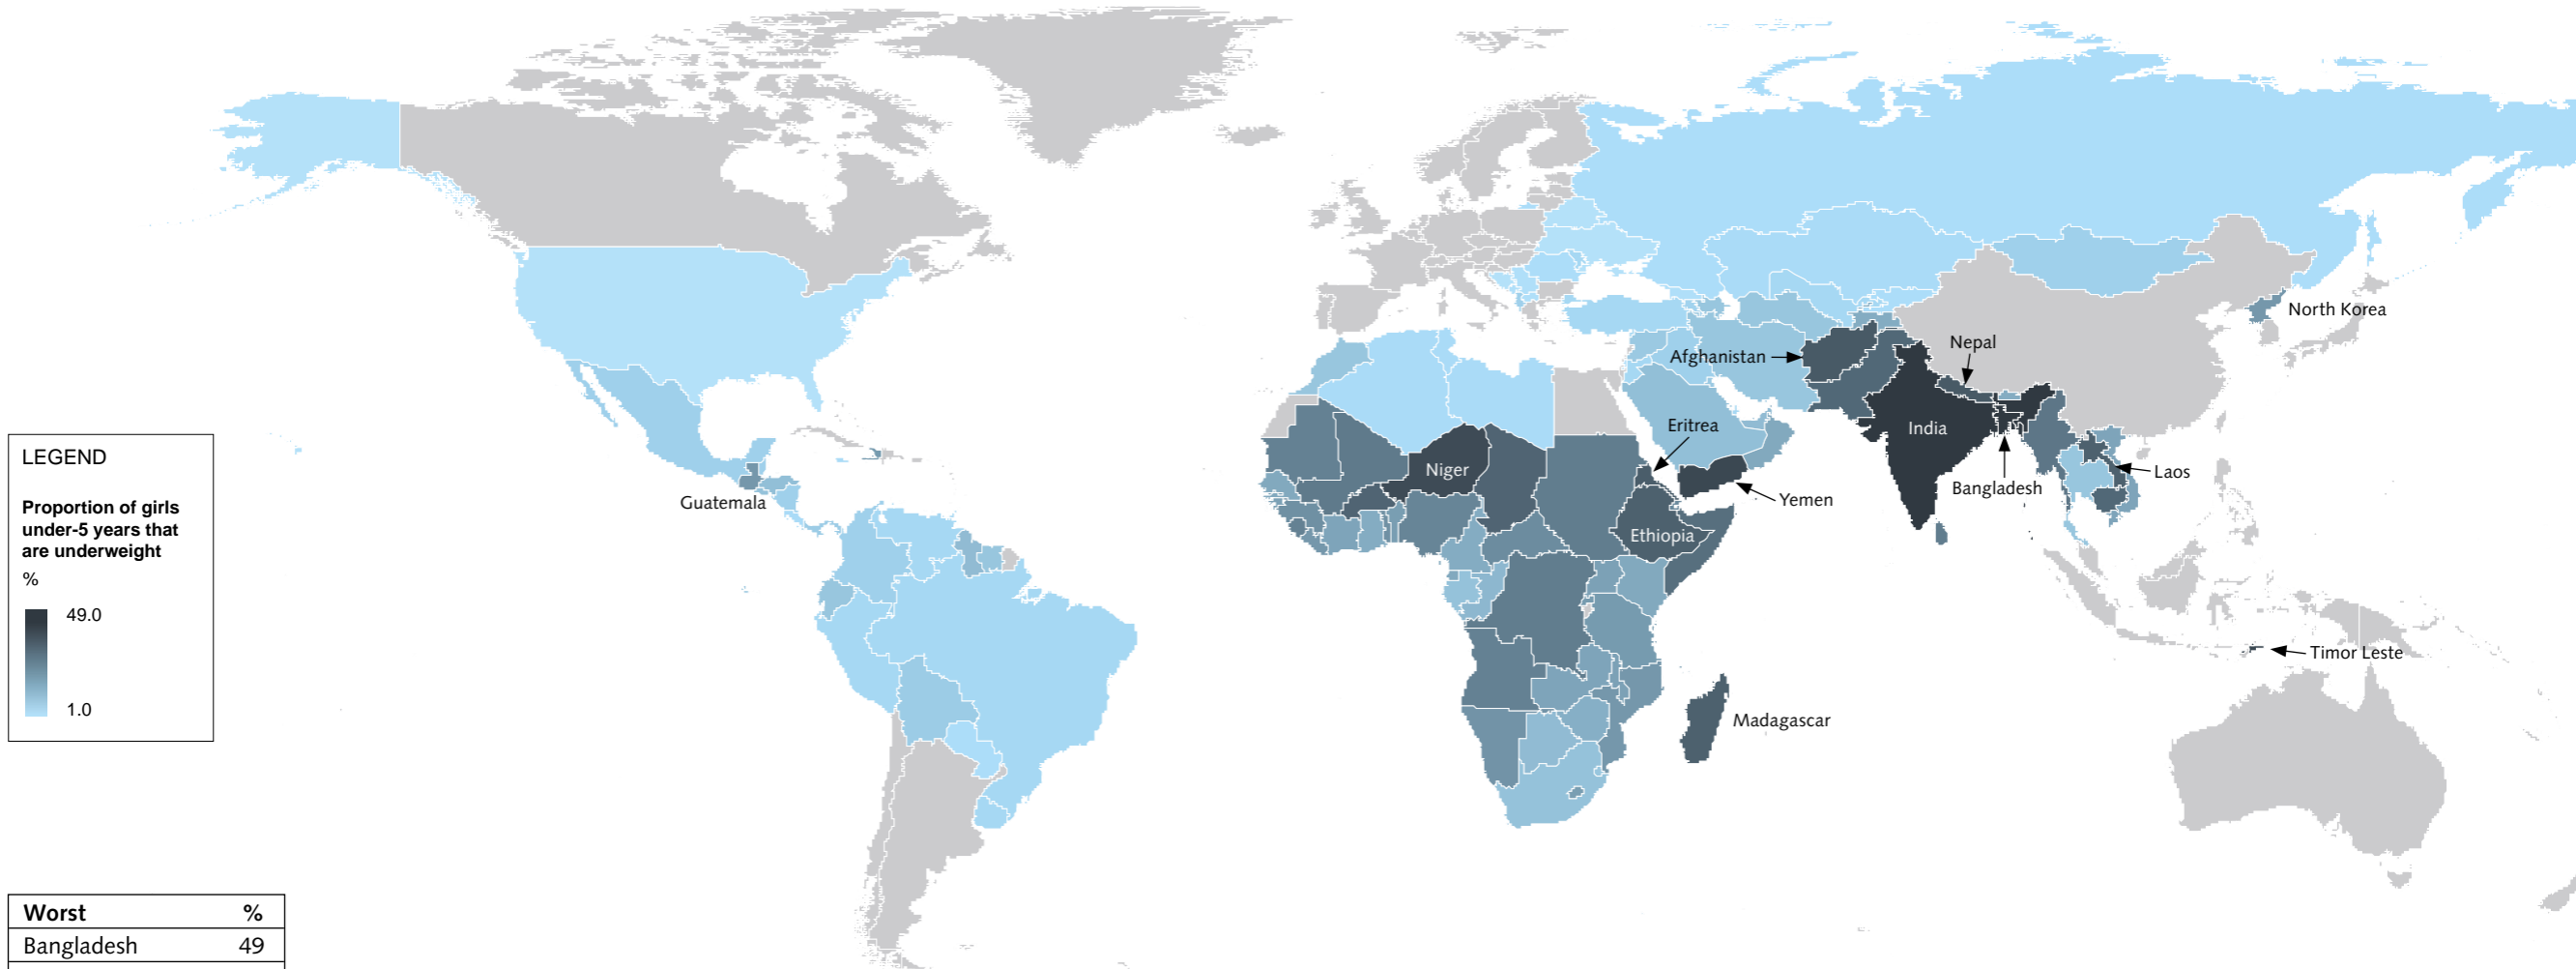 North Korea
Nepal
Afghanistan
Eritrea
India
LEGEND
Niger
Laos
Proportion of girls
under-5 years that
are underweight
Bangladesh
Guatemala
Yemen
Ethiopia
%
49.0
Timor Leste
1.0
Madagascar
Worst %
Bangladesh 49